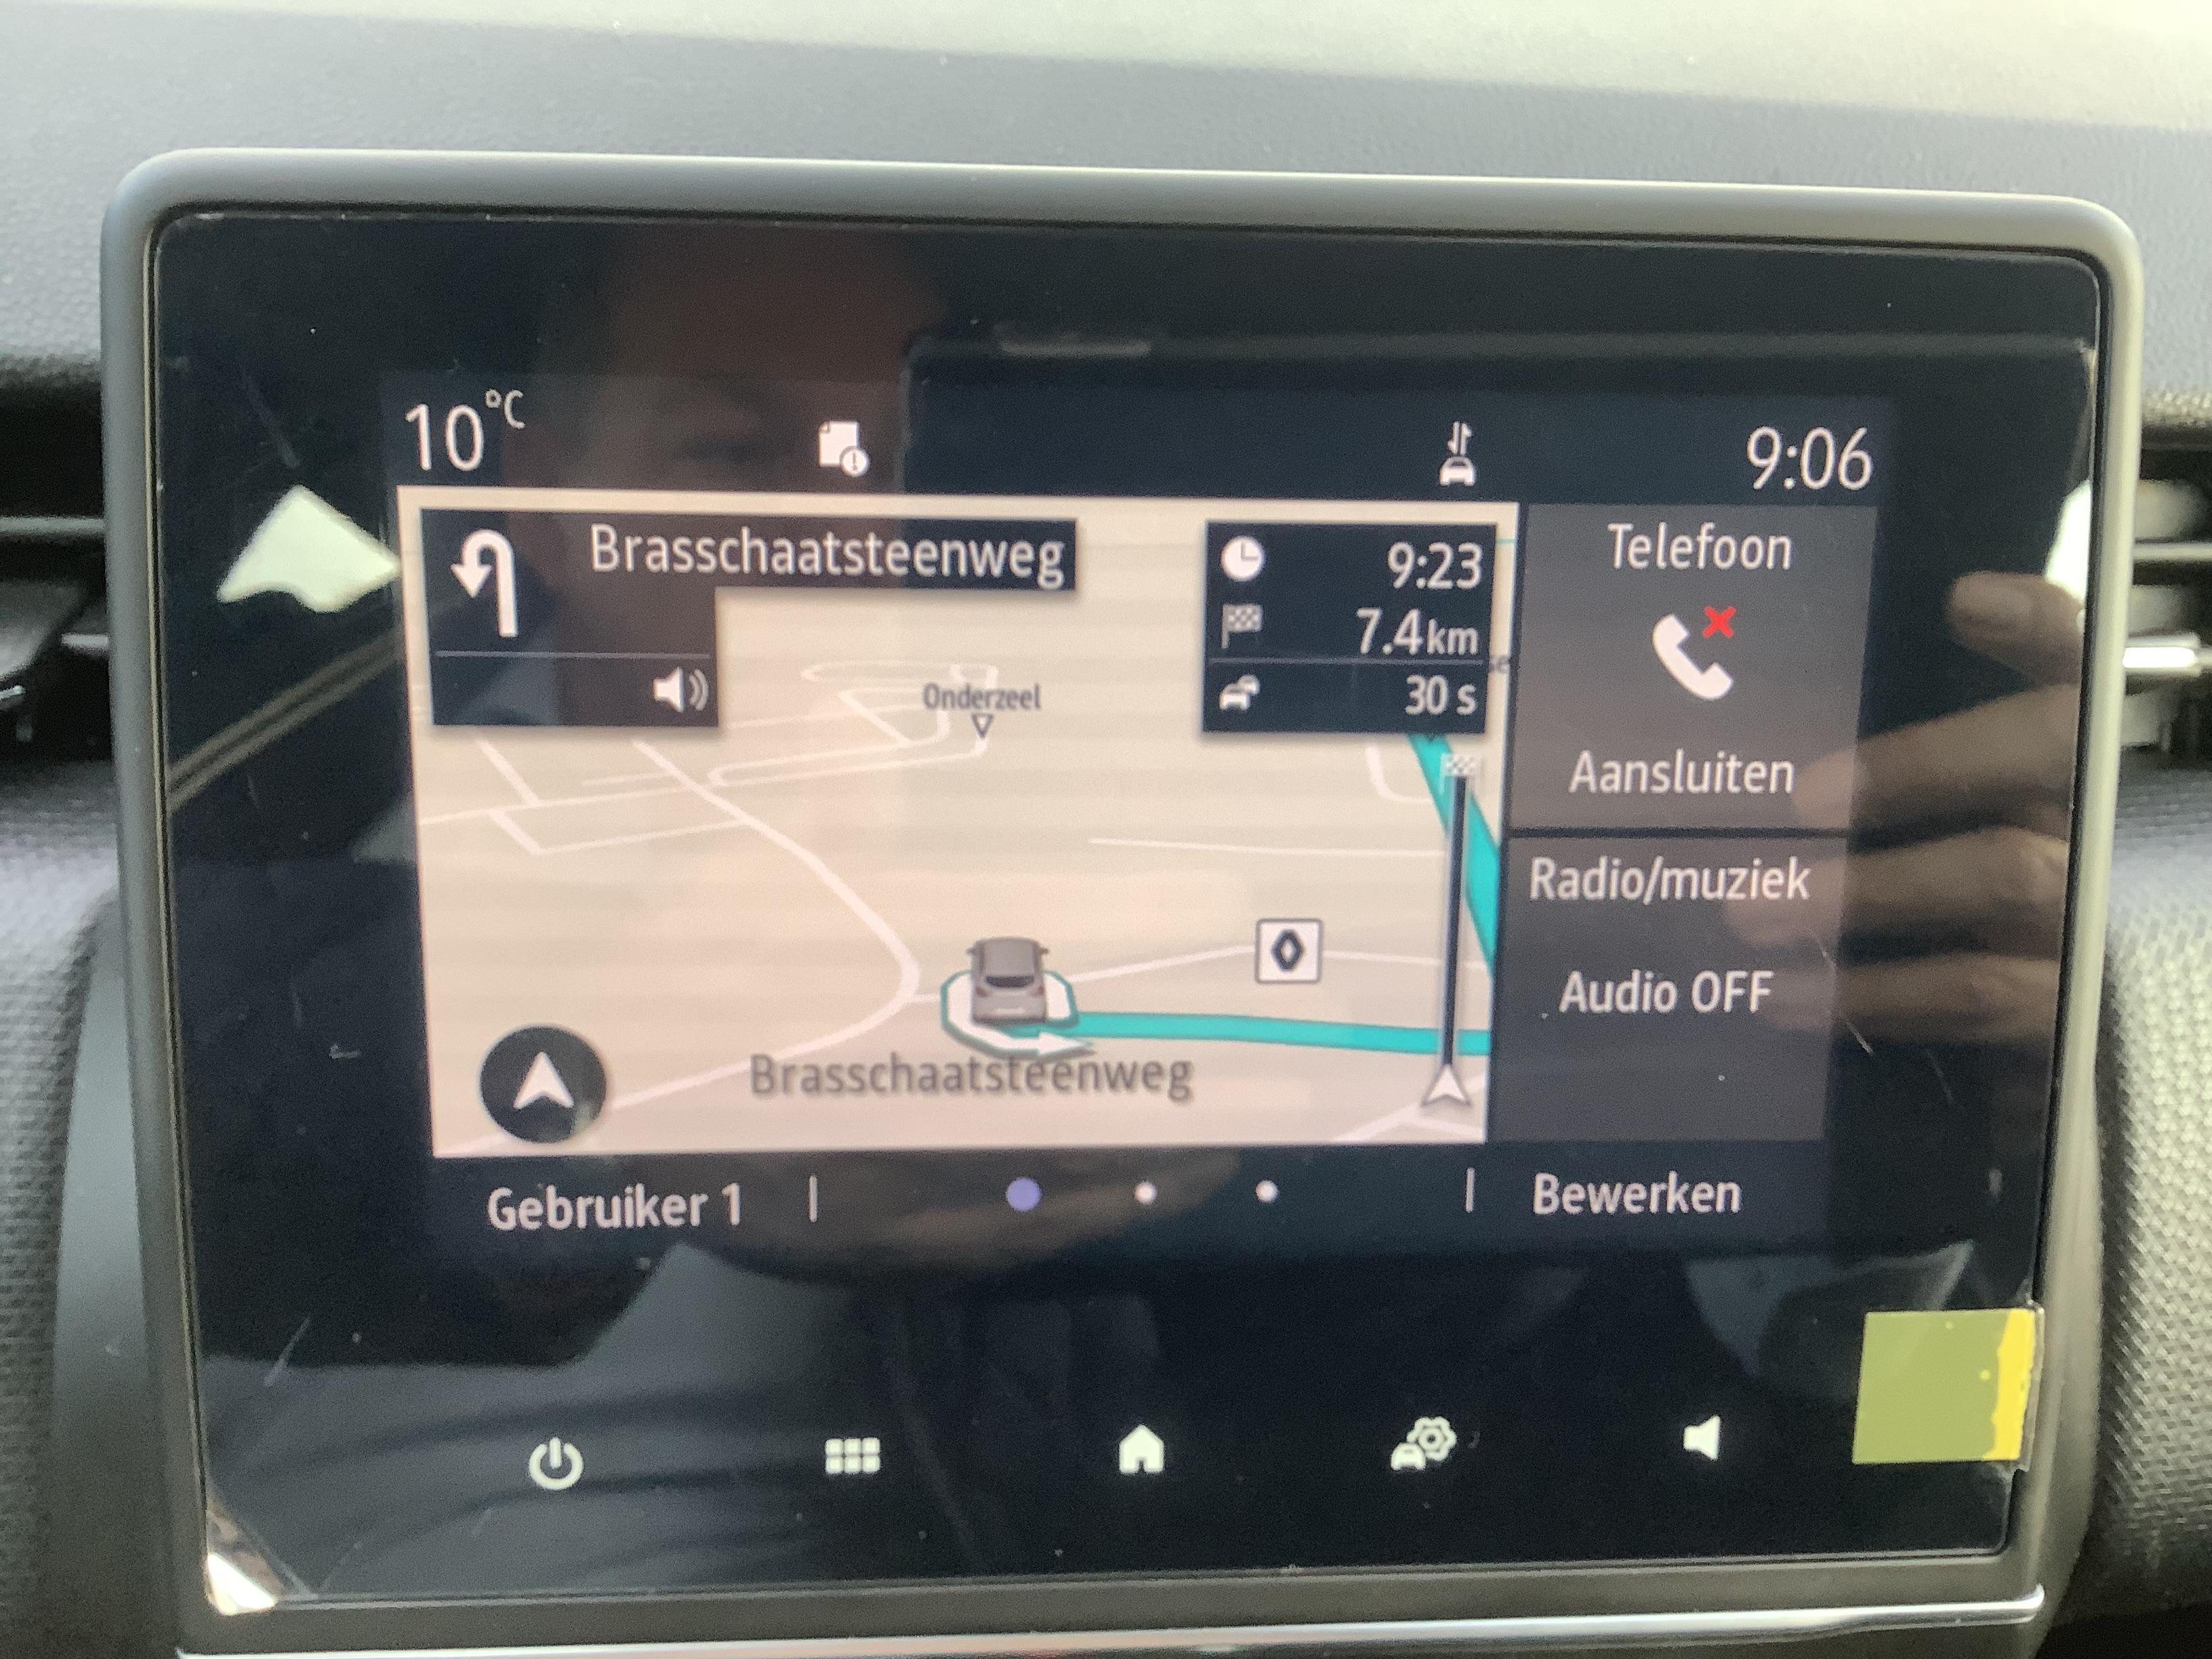 10°C
9:06
Brasschaatsteenweg
9:23
7.4 km
30 s
Onderzeel
Brasschaatsteenweg
Telefoon
Aansluiten
Radio/muziek
Audio OFF
Gebruiker 1
Bewerken